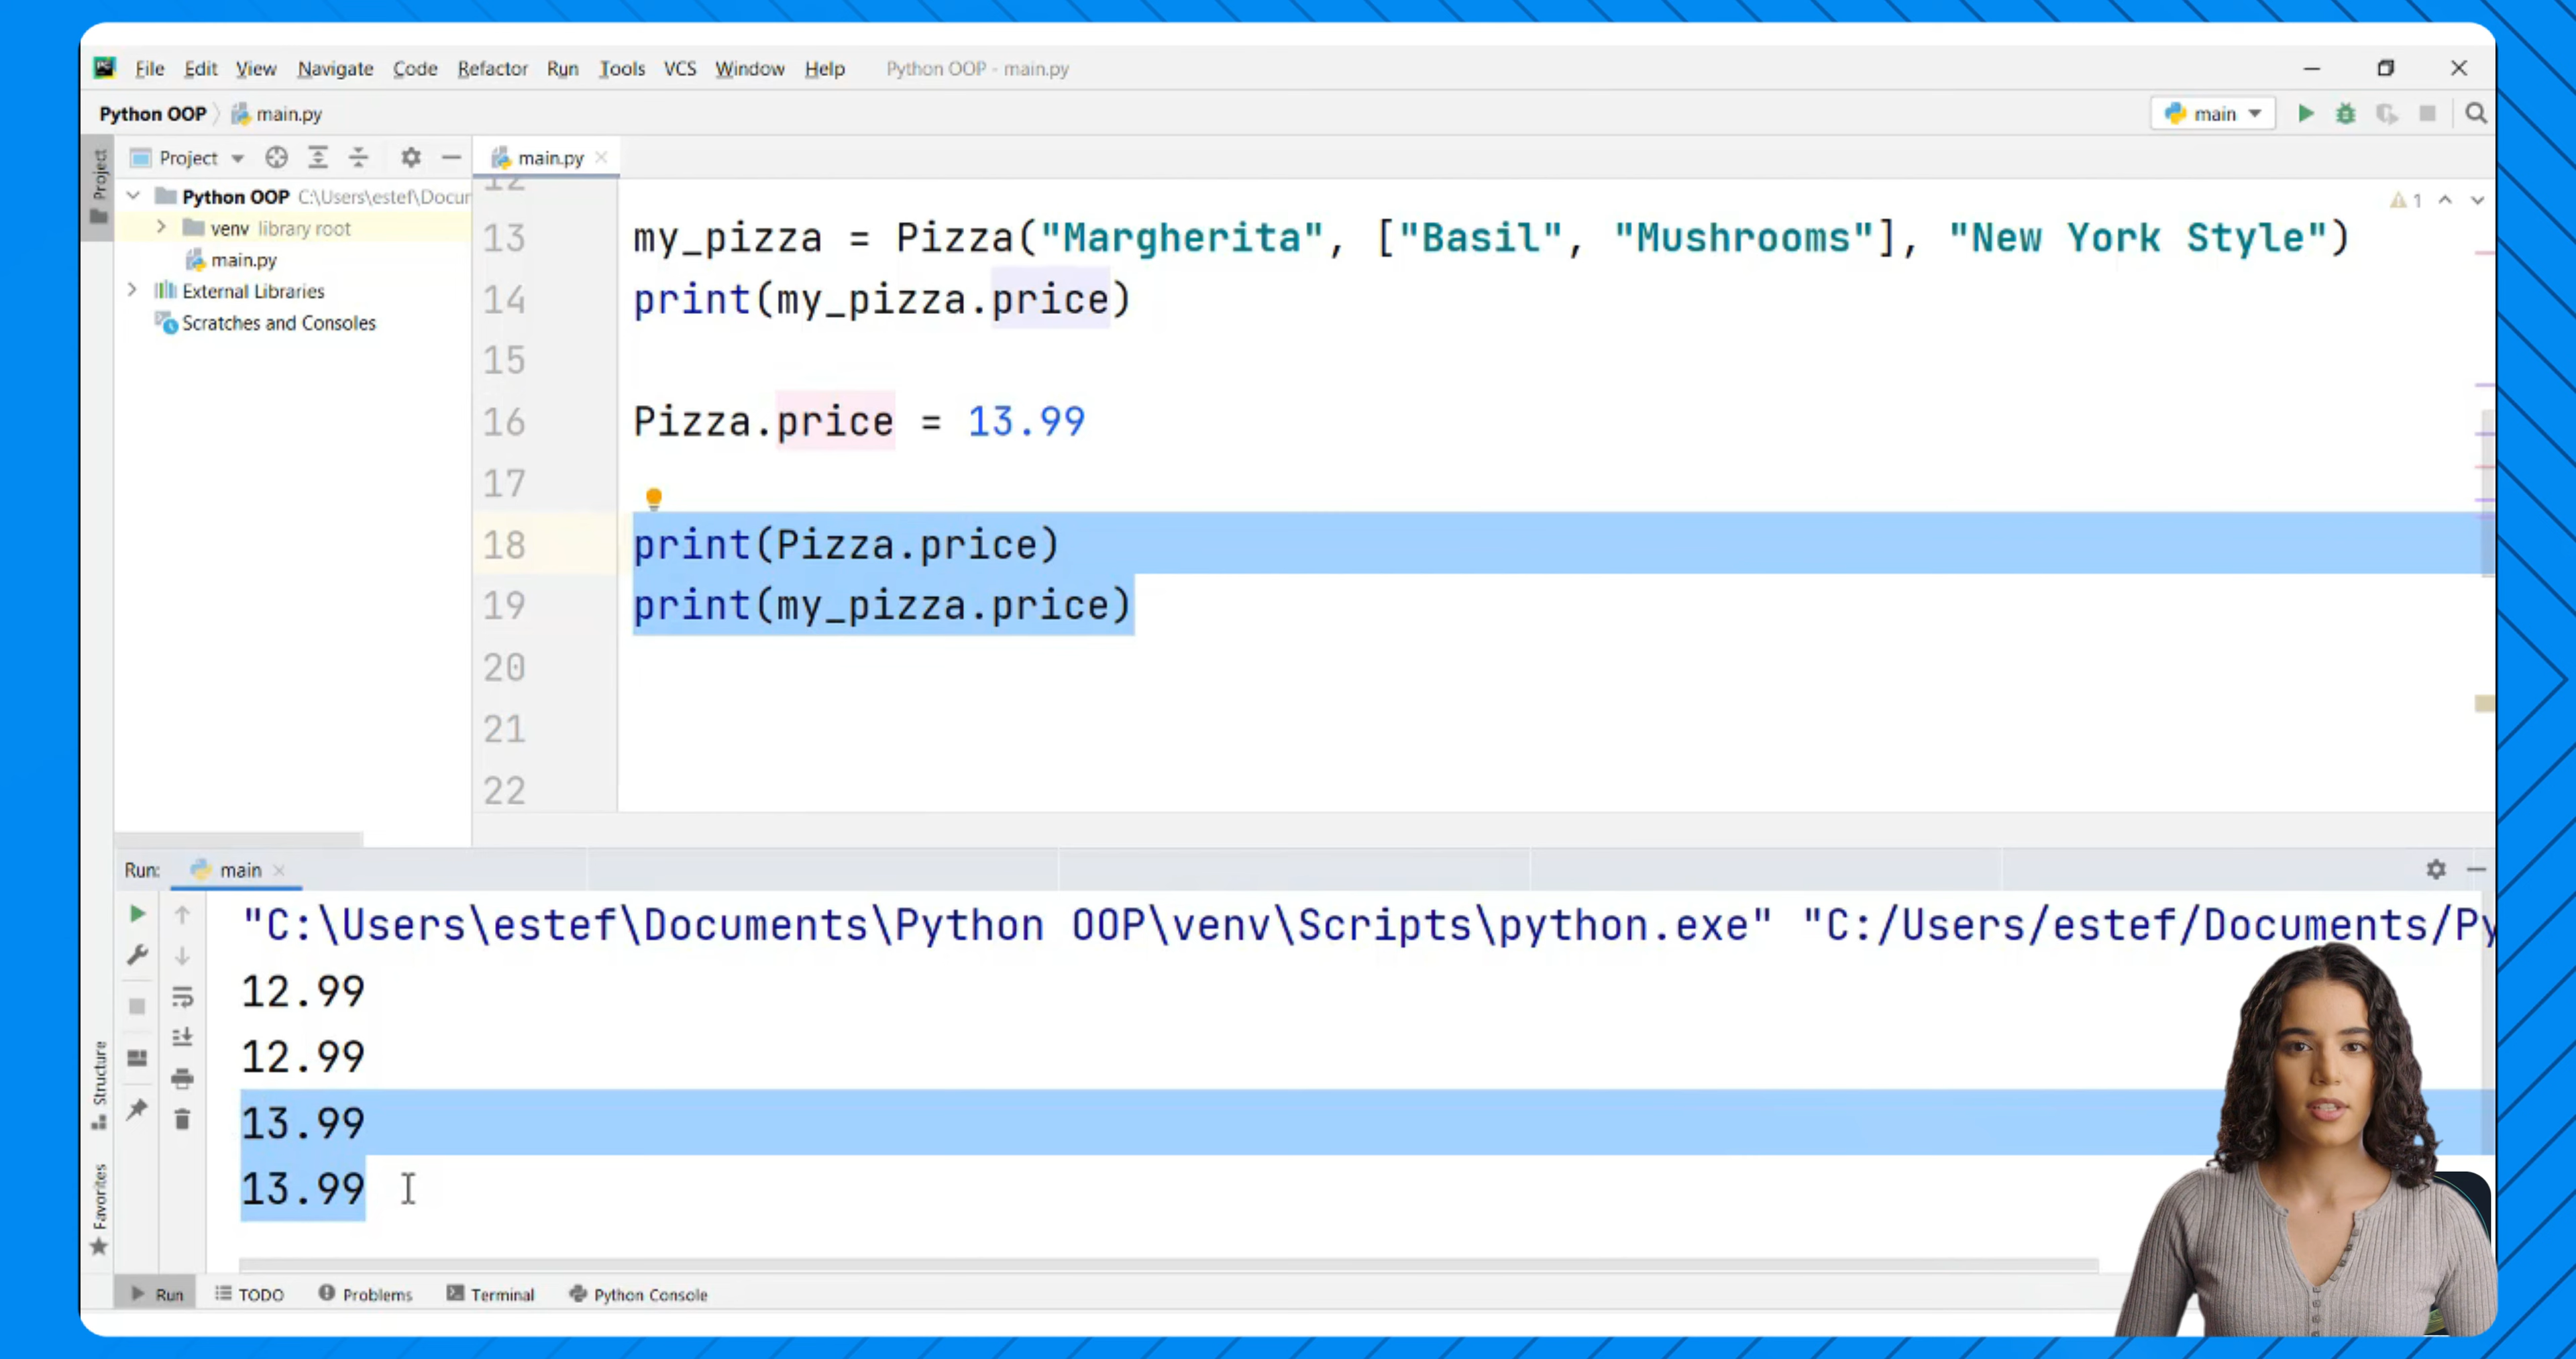 File Edit View Navigate Code Refactor Run Tools VCS Window Help Python OOP - main.py
Python OOP main.py main
Project Project main.py
Python OOP C:\Users\estef\Docum
venv library root
main.py
External Libraries
Scratches and Consoles
1
12
13 my_pizza = Pizza("Margherita", ["Basil", "Mushrooms"], "New York Style")
14 print(my_pizza.price)
15
16 Pizza.price = 13.99
17
18 print(Pizza.price)
19 print(my_pizza.price)
20
21
22
Run: main
"C:\Users\estef\Documents\Python OOP\venv\Scripts\python.exe" "C:/Users/estef/Documents/Py
12.99
12.99
13.99
13.99
Structure
Favorites
Run TODO Problems Terminal Python Console